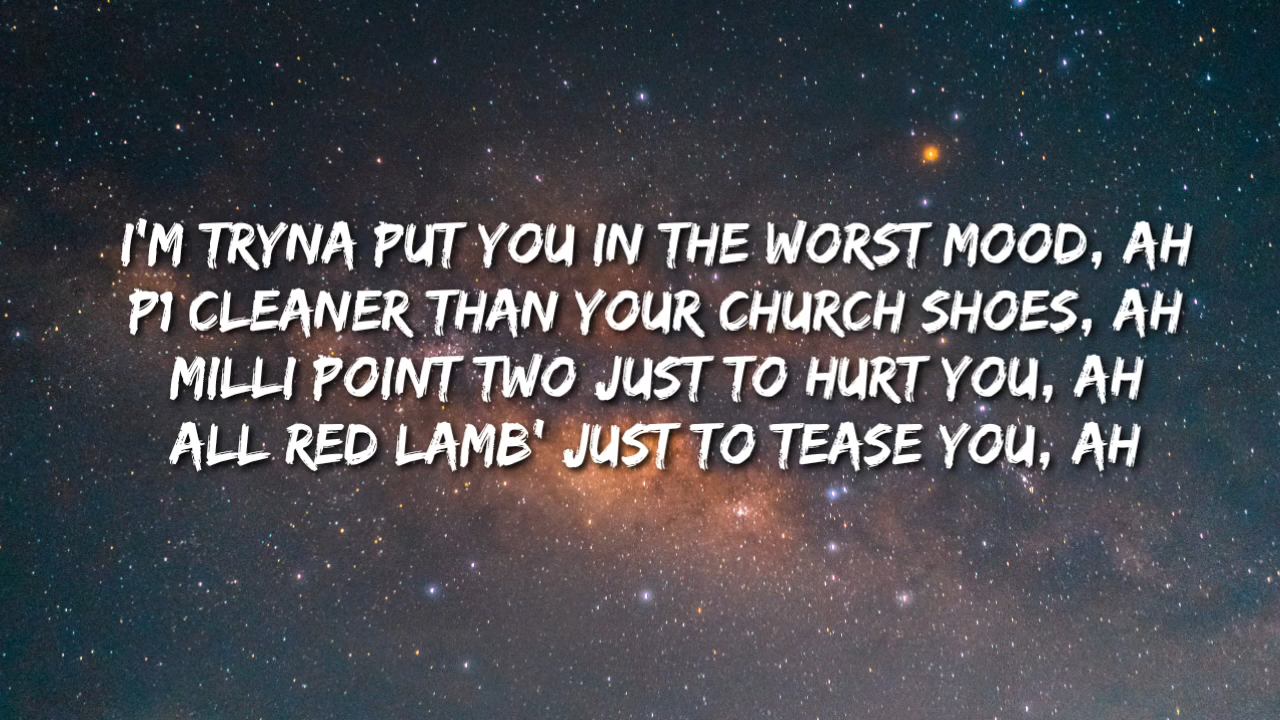 I'M TRYNA PUT YOU IN THE WORST MOOD, AH
P1 CLEANER THAN YOUR CHURCH SHOES, AH
MILLI POINT TWO JUST TO HURT YOU, AH
ALL RED LAMB' JUST TO TEASE YOU, AH